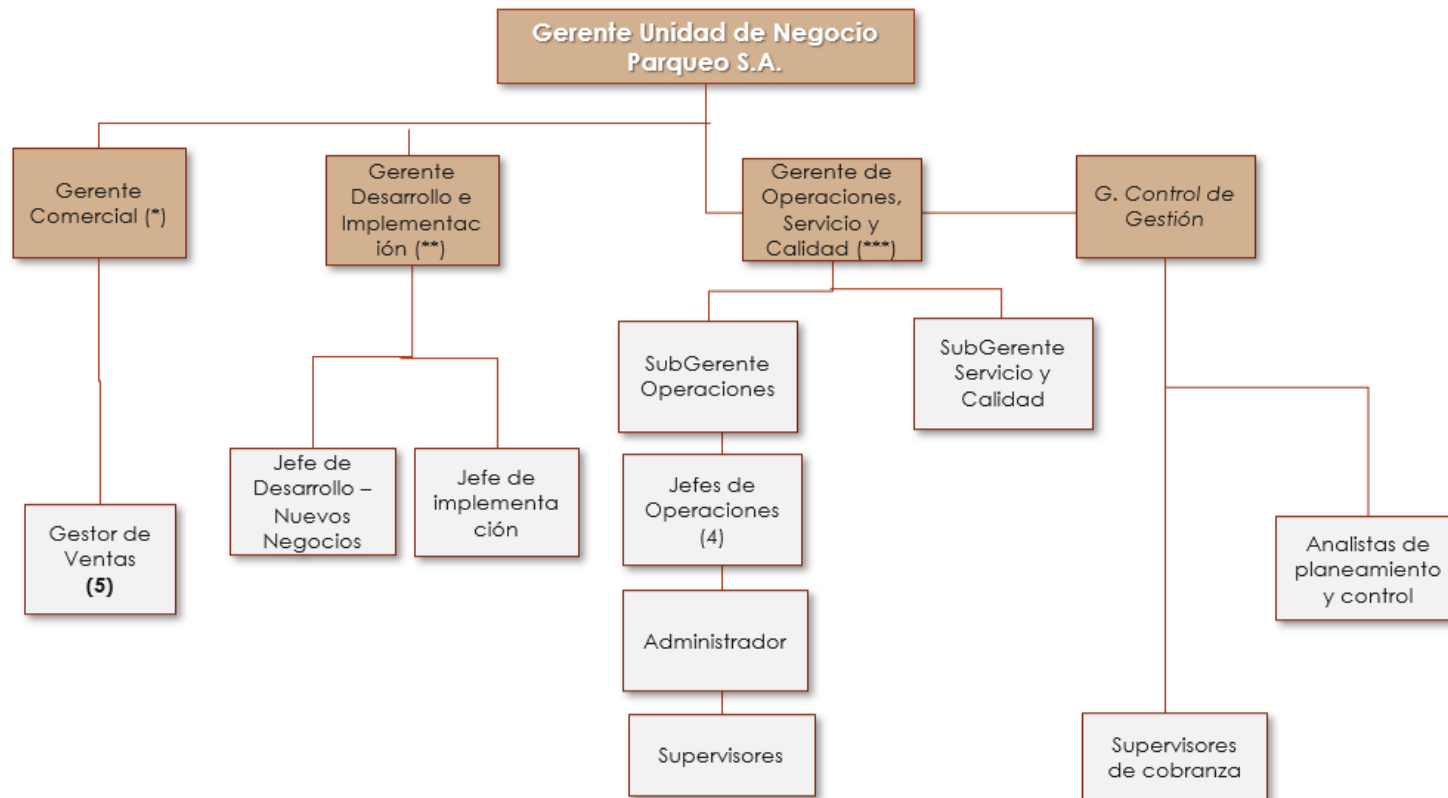 Gerente Unidad de Negocio
Parqueo S.A.
Gerente
Comercial (*)
Gerente
Desarrollo e
Implementac
ión (**)
Gerente de
Operaciones,
Servicio y
Calidad (***)
G. Control de
Gestión
SubGerente
Operaciones
SubGerente
Servicio y
Calidad
Jefe de
Desarrollo –
Nuevos
Negocios
Jefe de
implementa
ción
Jefes de
Operaciones
(4)
Gestor de
Ventas
(5)
Analistas de
planeamiento
y control
Administrador
Supervisores
Supervisores
de cobranza